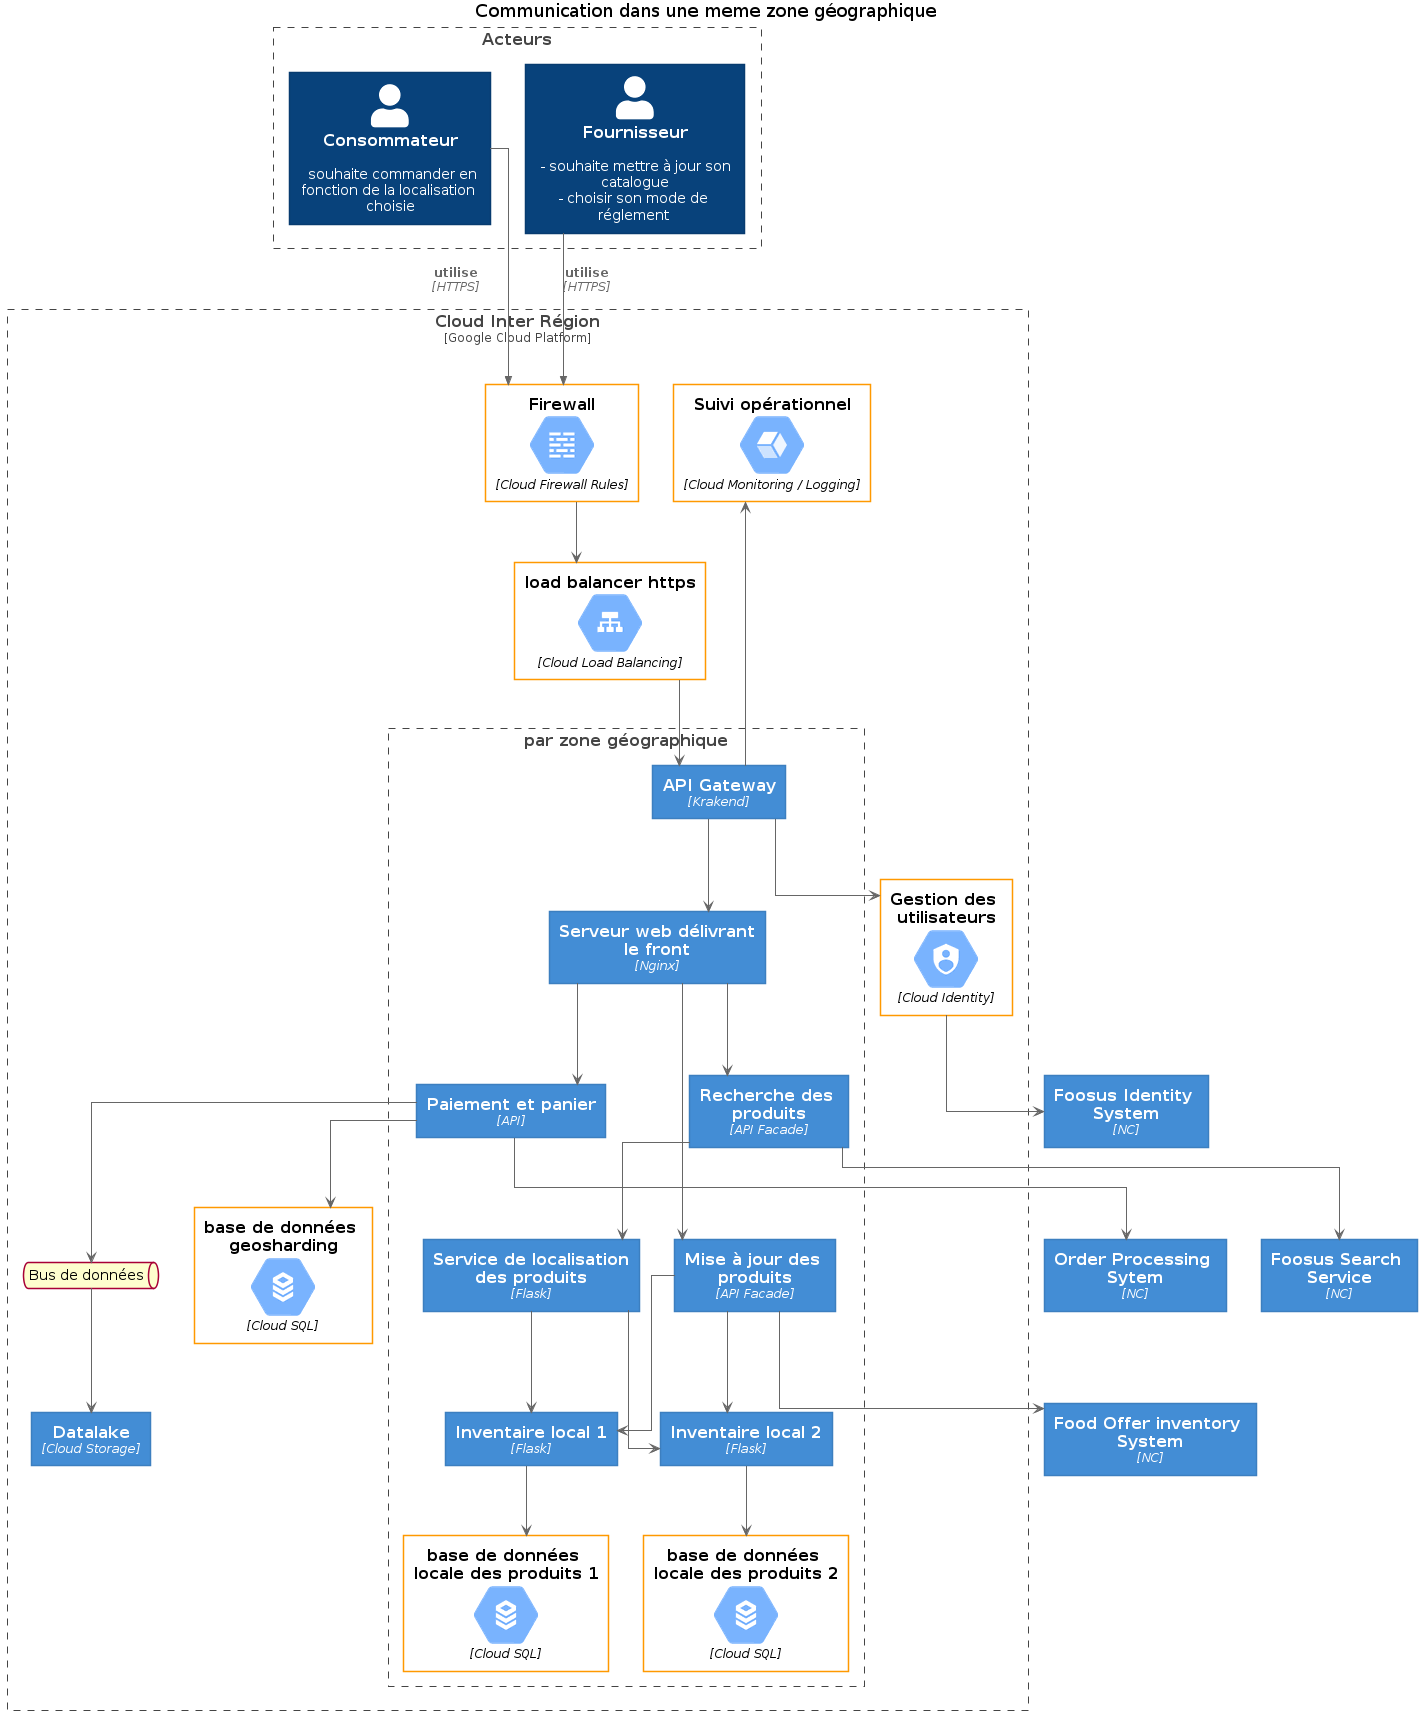 Communication dans une meme zone géographique
Acteurs
Consommateur
souhaite commander en
fonction de la localisation
choisie
Fournisseur
- souhaite mettre à jour son
catalogue
- choisir son mode de
réglement
utilise
[HTTPS]
utilise
[HTTPS]
Cloud Inter Région
[Google Cloud Platform]
Firewall
[Cloud Firewall Rules]
Suivi opérationnel
[Cloud Monitoring / Logging]
load balancer https
[Cloud Load Balancing]
par zone géographique
API Gateway
[Krakend]
Gestion des
utilisateurs
[Cloud Identity]
Serveur web délivrant
le front
[Nginx]
Paiement et panier
[API]
Recherche des
produits
[API Facade]
Foosus Identity
System
[NC]
base de données
geosharding
[Cloud SQL]
Bus de données
Service de localisation
des produits
[Flask]
Mise à jour des
produits
[API Facade]
Order Processing
Sytem
[NC]
Foosus Search
Service
[NC]
Datalake
[Cloud Storage]
Inventaire local 1
[Flask]
Inventaire local 2
[Flask]
Food Offer inventory
System
[NC]
base de données
locale des produits 1
[Cloud SQL]
base de données
locale des produits 2
[Cloud SQL]